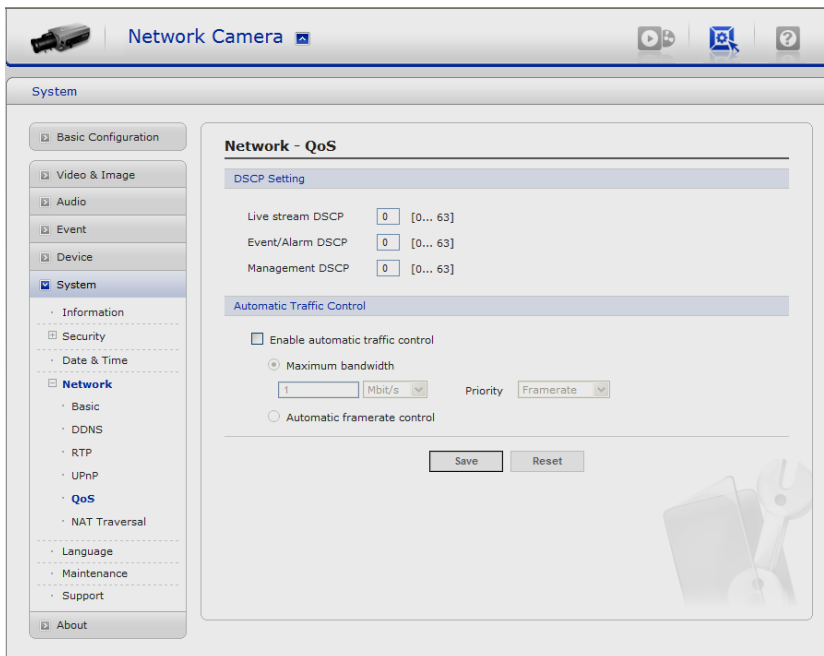 Network Camera
System
Basic Configuration
Video & Image
Audio
Event
Device
System
Information
Security
Date & Time
Network
Basic
DDNS
RTP
UPnP
QoS
NAT Traversal
Language
Maintenance
Support
About
Network - QoS
DSCP Setting
Live stream DSCP 0 [0... 63]
Event/Alarm DSCP 0 [0... 63]
Management DSCP 0 [0... 63]
Automatic Traffic Control
Enable automatic traffic control
Maximum bandwidth
1 Mbit/s Priority Framerate
Automatic framerate control
Save Reset